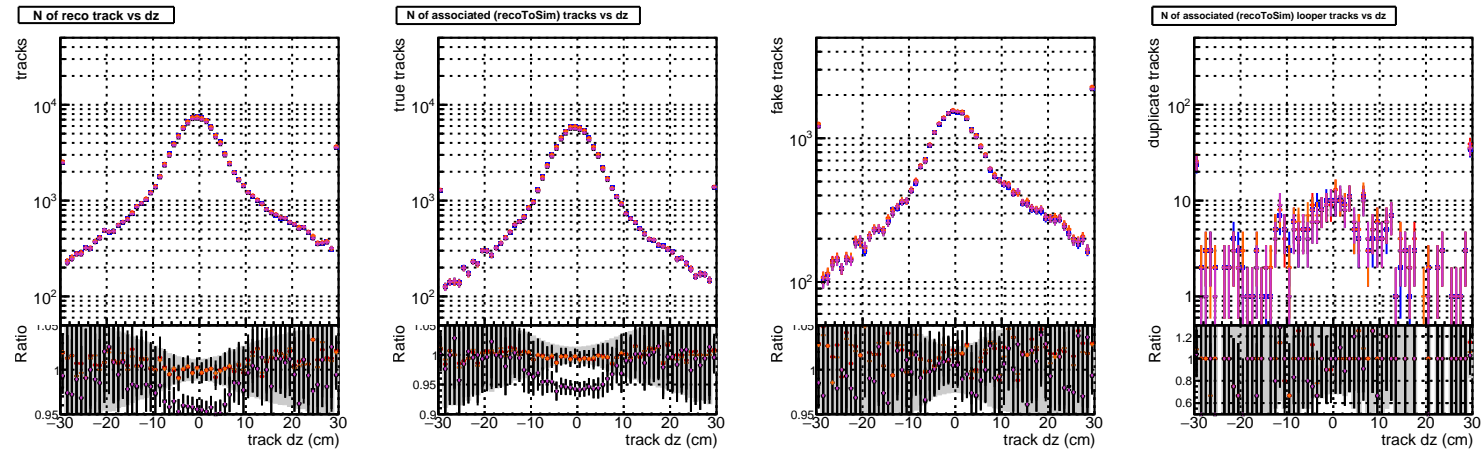 N of reco track vs dz
N of associated (recoToSim) tracks vs dz
N of associated (recoToSim) looper tracks vs dz
tracks
10⁴
10³
10²
Ratio
1.05
1
0.95
−30 −20 −10 0 10 20 30
track dz (cm)
true tracks
10⁴
10³
10²
Ratio
1.05
1
0.95
0.9
−30 −20 −10 0 10 20 30
track dz (cm)
fake tracks
10³
10²
Ratio
1.05
1
0.95
−30 −20 −10 0 10 20 30
track dz (cm)
duplicate tracks
10²
10
1
Ratio
1.2
1
0.8
0.6
−30 −20 −10 0 10 20 30
track dz (cm)